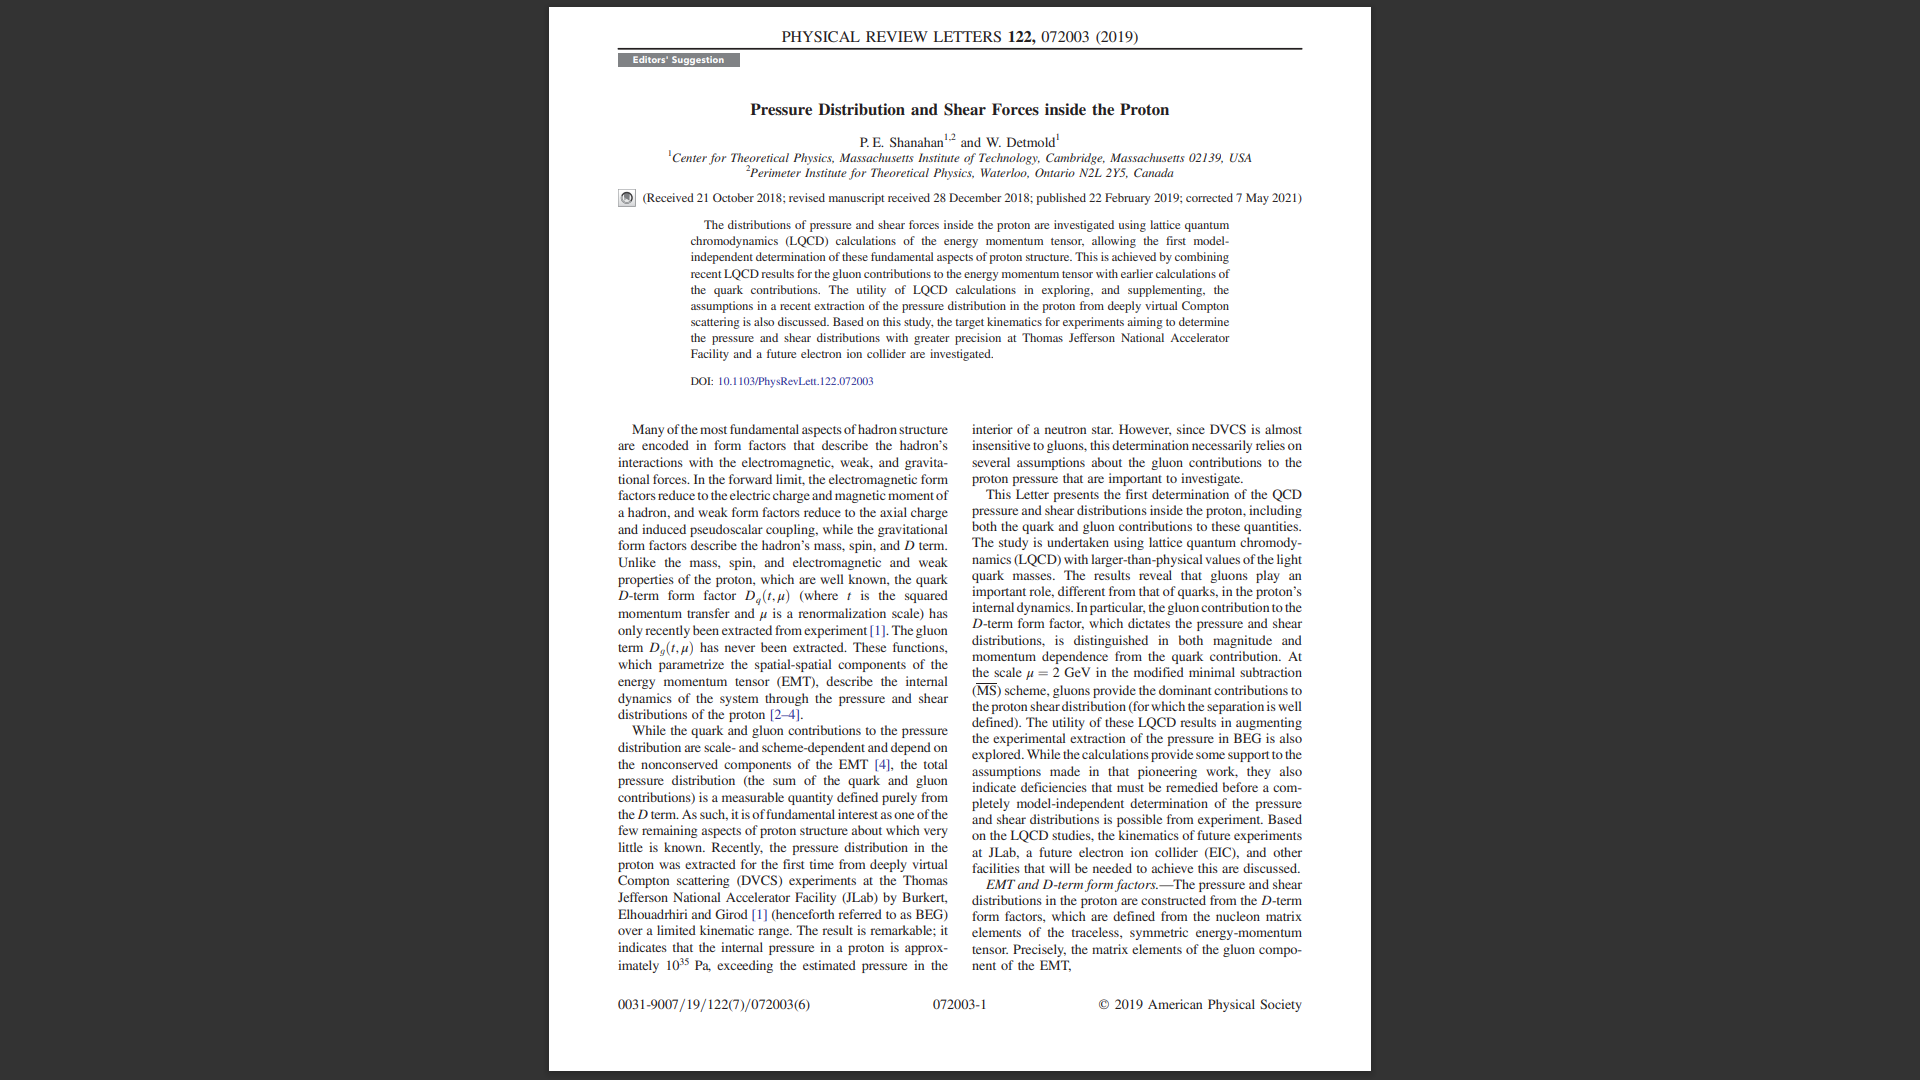 PHYSICAL REVIEW LETTERS 122, 072003 (2019)
Editors' Suggestion
Pressure Distribution and Shear Forces inside the Proton
P. E. Shanahan1,2 and W. Detmold1
1Center for Theoretical Physics, Massachusetts Institute of Technology, Cambridge, Massachusetts 02139, USA
2Perimeter Institute for Theoretical Physics, Waterloo, Ontario N2L 2Y5, Canada
(Received 21 October 2018; revised manuscript received 28 December 2018; published 22 February 2019; corrected 7 May 2021)
The distributions of pressure and shear forces inside the proton are investigated using lattice quantum
chromodynamics (LQCD) calculations of the energy momentum tensor, allowing the first model-
independent determination of these fundamental aspects of proton structure. This is achieved by combining
recent LQCD results for the gluon contributions to the energy momentum tensor with earlier calculations of
the quark contributions. The utility of LQCD calculations in exploring, and supplementing, the
assumptions in a recent extraction of the pressure distribution in the proton from deeply virtual Compton
scattering is also discussed. Based on this study, the target kinematics for experiments aiming to determine
the pressure and shear distributions with greater precision at Thomas Jefferson National Accelerator
Facility and a future electron ion collider are investigated.
DOI: 10.1103/PhysRevLett.122.072003
Many of the most fundamental aspects of hadron structure
are encoded in form factors that describe the hadron's
interactions with the electromagnetic, weak, and gravita-
tional forces. In the forward limit, the electromagnetic form
factors reduce to the electric charge and magnetic moment of
a hadron, and weak form factors reduce to the axial charge
and induced pseudoscalar coupling, while the gravitational
form factors describe the hadron's mass, spin, and D term.
Unlike the mass, spin, and electromagnetic and weak
properties of the proton, which are well known, the quark
D-term form factor Dq(t,μ) (where t is the squared
momentum transfer and μ is a renormalization scale) has
only recently been extracted from experiment [1]. The gluon
term Dg(t,μ) has never been extracted. These functions,
which parametrize the spatial-spatial components of the
energy momentum tensor (EMT), describe the internal
dynamics of the system through the pressure and shear
distributions of the proton [2–4].
While the quark and gluon contributions to the pressure
distribution are scale- and scheme-dependent and depend on
the nonconserved components of the EMT [4], the total
pressure distribution (the sum of the quark and gluon
contributions) is a measurable quantity defined purely from
the D term. As such, it is of fundamental interest as one of the
few remaining aspects of proton structure about which very
little is known. Recently, the pressure distribution in the
proton was extracted for the first time from deeply virtual
Compton scattering (DVCS) experiments at the Thomas
Jefferson National Accelerator Facility (JLab) by Burkert,
Elhouadrhiri and Girod [1] (henceforth referred to as BEG)
over a limited kinematic range. The result is remarkable; it
indicates that the internal pressure in a proton is approx-
imately 10^35 Pa, exceeding the estimated pressure in the
interior of a neutron star. However, since DVCS is almost
insensitive to gluons, this determination necessarily relies on
several assumptions about the gluon contributions to the
proton pressure that are important to investigate.
This Letter presents the first determination of the QCD
pressure and shear distributions inside the proton, including
both the quark and gluon contributions to these quantities.
The study is undertaken using lattice quantum chromody-
namics (LQCD) with larger-than-physical values of the light
quark masses. The results reveal that gluons play an
important role, different from that of quarks, in the proton's
internal dynamics. In particular, the gluon contribution to the
D-term form factor, which dictates the pressure and shear
distributions, is distinguished in both magnitude and
momentum dependence from the quark contribution. At
the scale μ = 2 GeV in the modified minimal subtraction
(M̅S̅) scheme, gluons provide the dominant contributions to
the proton shear distribution (for which the separation is well
defined). The utility of these LQCD results in augmenting
the experimental extraction of the pressure in BEG is also
explored. While the calculations provide some support to the
assumptions made in that pioneering work, they also
indicate deficiencies that must be remedied before a com-
pletely model-independent determination of the pressure
and shear distributions is possible from experiment. Based
on the LQCD studies, the kinematics of future experiments
at JLab, a future electron ion collider (EIC), and other
facilities that will be needed to achieve this are discussed.
EMT and D-term form factors.—The pressure and shear
distributions in the proton are constructed from the D-term
form factors, which are defined from the nucleon matrix
elements of the traceless, symmetric energy-momentum
tensor. Precisely, the matrix elements of the gluon compo-
nent of the EMT,
0031-9007/19/122(7)/072003(6)
072003-1
© 2019 American Physical Society